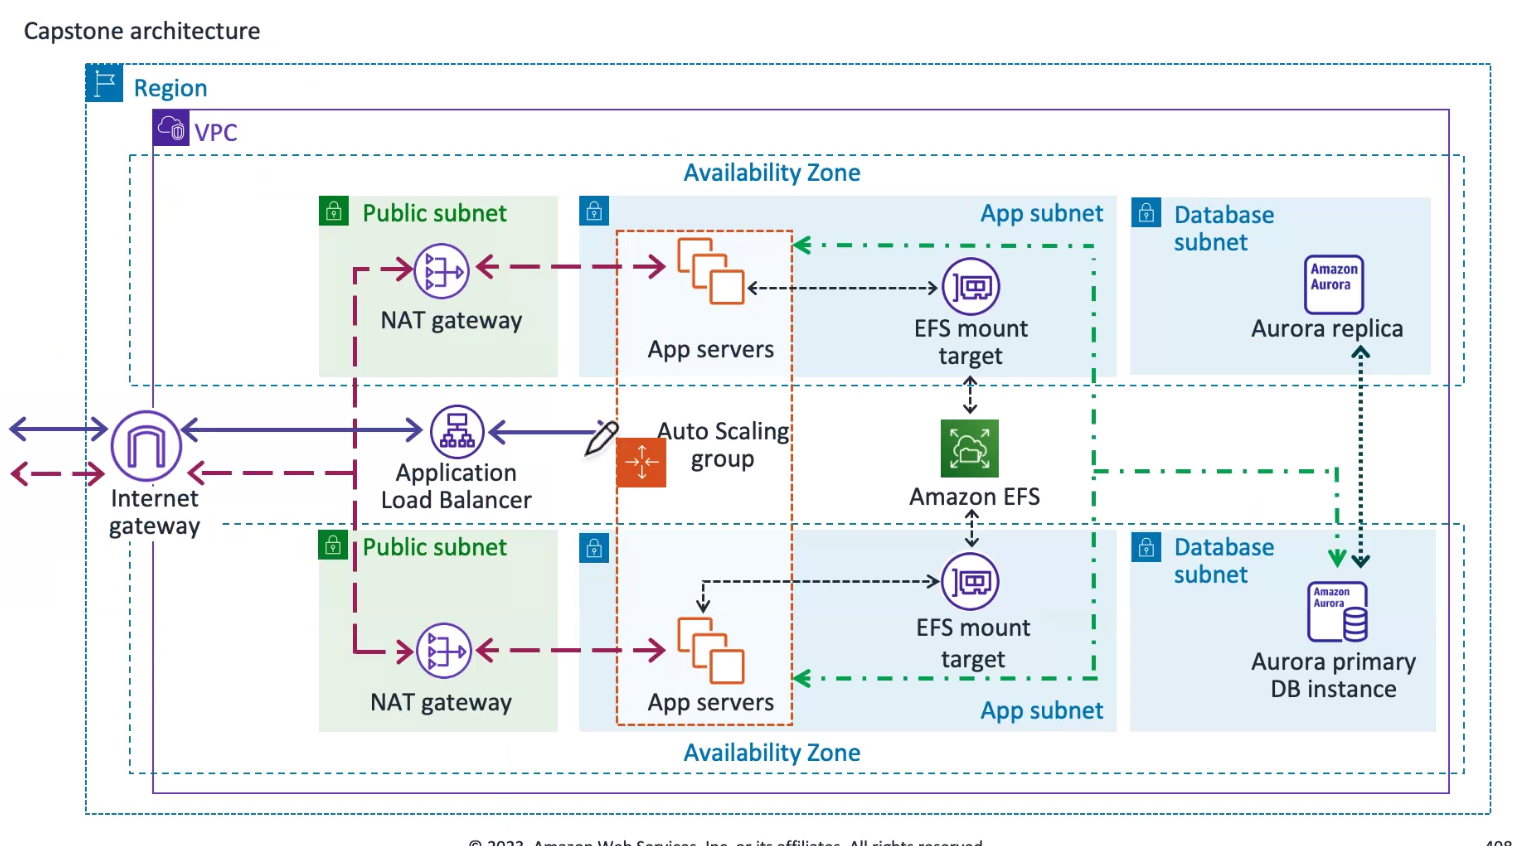 Capstone architecture
Region
VPC
Availability Zone
Public subnet
App subnet
Database
subnet
NAT gateway
App servers
EFS mount
target
Amazon
Aurora
Aurora replica
Internet
gateway
Application
Load Balancer
Auto Scaling
group
Amazon EFS
Public subnet
Database
subnet
NAT gateway
App servers
EFS mount
target
App subnet
Amazon
Aurora
Aurora primary
DB instance
Availability Zone
© 2023, Amazon Web Services, Inc. or its affiliates. All rights reserved.
408